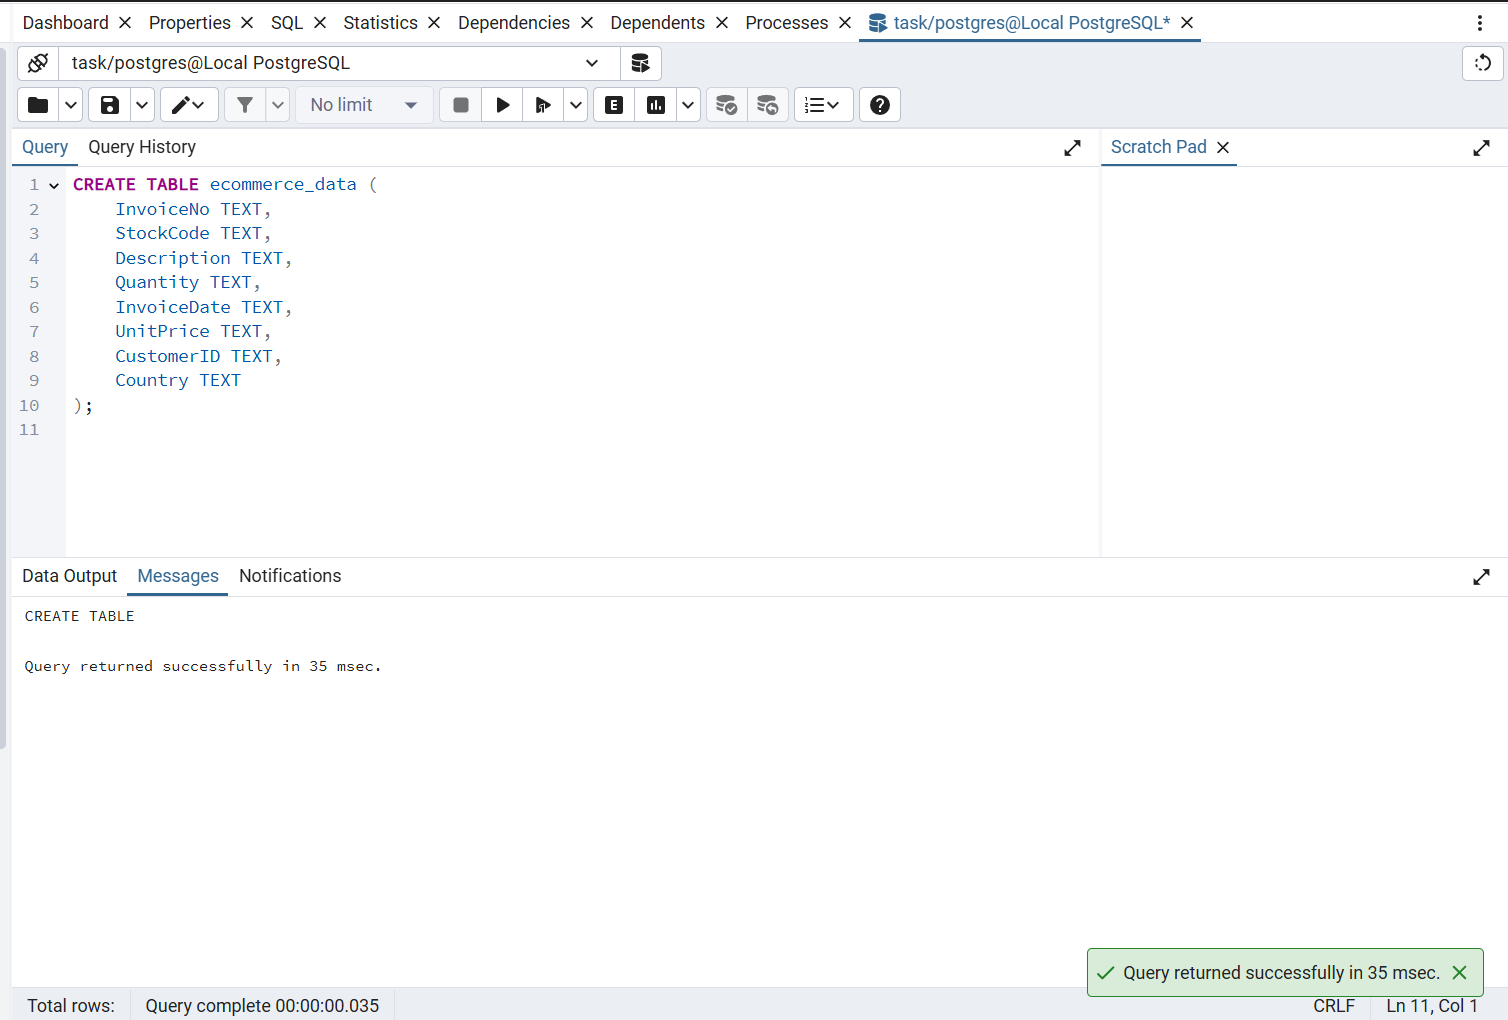 Dashboard Properties SQL Statistics Dependencies Dependents Processes task/postgres@Local PostgreSQL*
task/postgres@Local PostgreSQL
No limit E
Query Query History Scratch Pad
1 CREATE TABLE ecommerce_data (
2 InvoiceNo TEXT,
3 StockCode TEXT,
4 Description TEXT,
5 Quantity TEXT,
6 InvoiceDate TEXT,
7 UnitPrice TEXT,
8 CustomerID TEXT,
9 Country TEXT
10 );
11
Data Output Messages Notifications
CREATE TABLE
Query returned successfully in 35 msec.
Query returned successfully in 35 msec.
Total rows: Query complete 00:00:00.035 CRLF Ln 11, Col 1